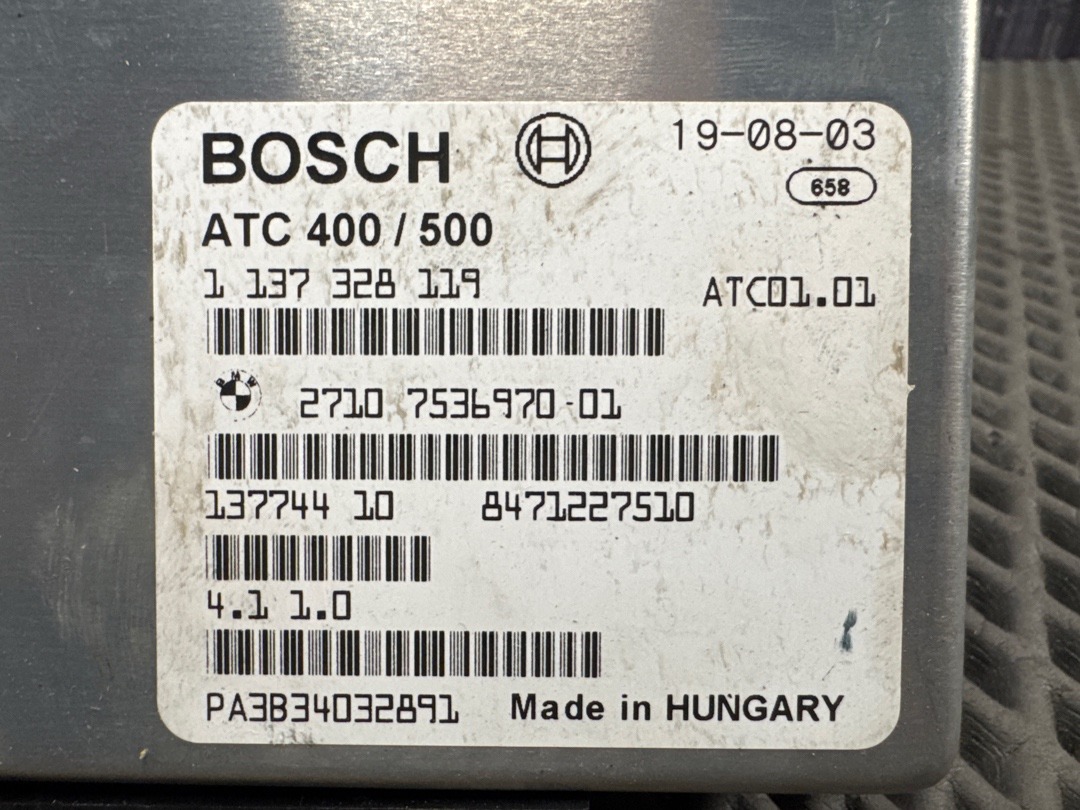 BOSCH 19-08-03
658
ATC 400 / 500
1 137 328 119 ATC01.01
BMW
2710 7536970-01
137744 10 8471227510
4.1 1.0
PA3B34032891 Made in HUNGARY